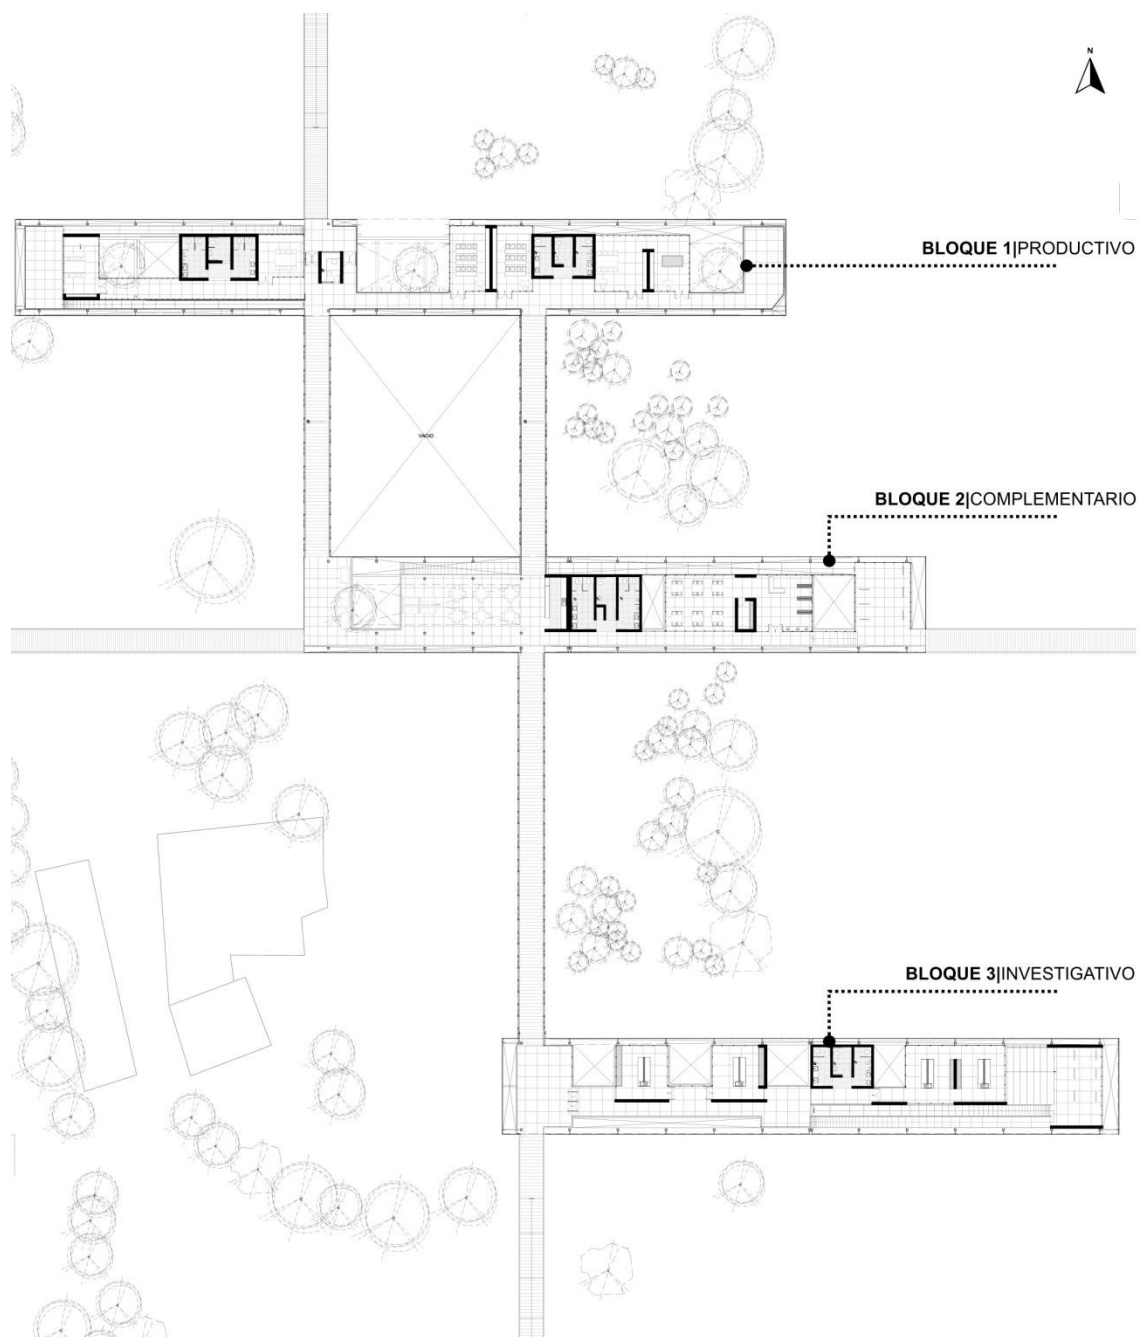 N
BLOQUE 1|PRODUCTIVO
VACIO
BLOQUE 2|COMPLEMENTARIO
BLOQUE 3|INVESTIGATIVO